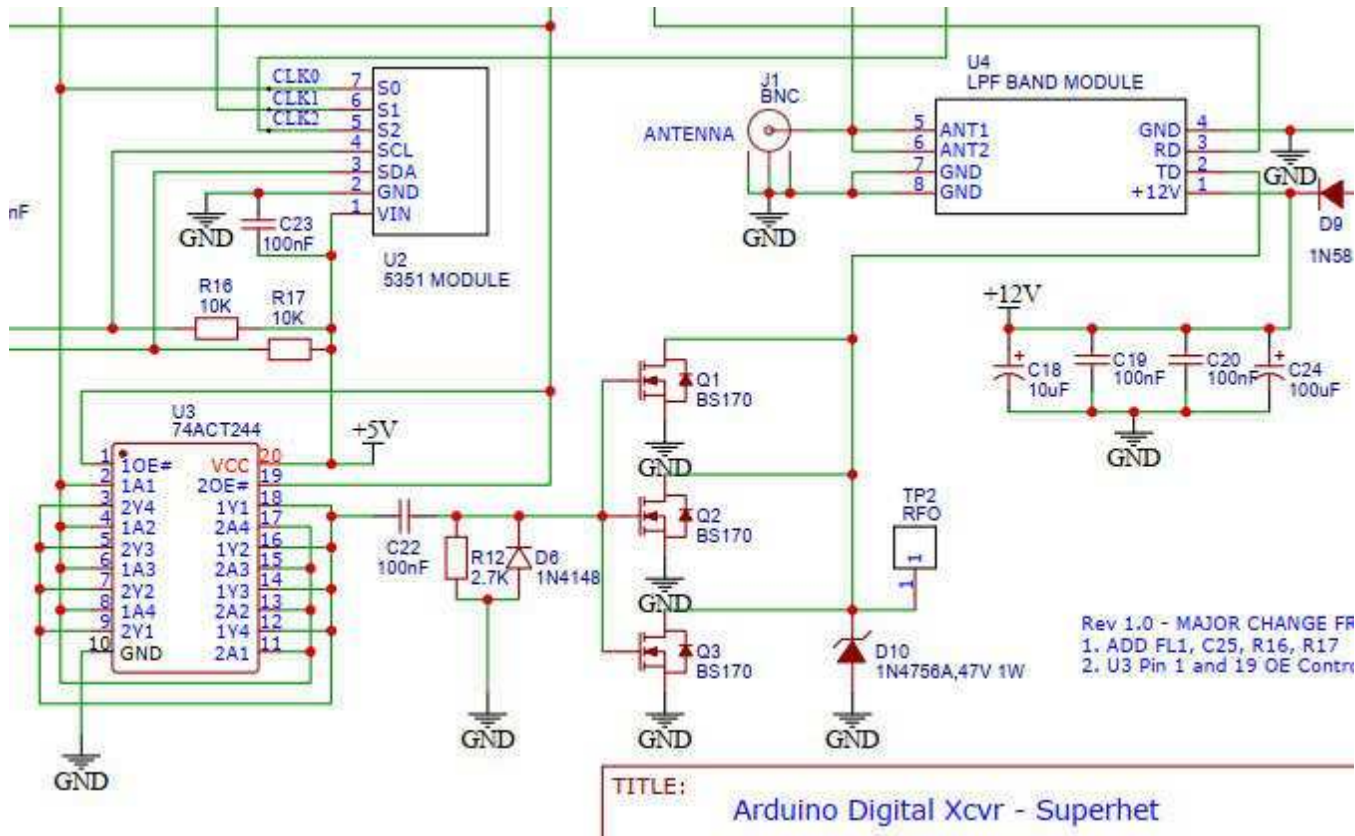 nF
CLK0
CLK1
CLK2
7 S0
6 S1
5 S2
4 SCL
3 SDA
2 GND
1 VIN
U2
5351 MODULE
GND
C23
100nF
R16
10K
R17
10K
J1
BNC
ANTENNA
GND
U4
LPF BAND MODULE
5 ANT1
6 ANT2
7 GND
8 GND
GND 4
RD 3
TD 2
+12V 1
GND
D9
1N58
+12V
C18
10uF
C19
100nF
C20
100nF
C24
100uF
GND
U3
74ACT244
+5V
1 1OE#
2 1A1
3 2Y4
4 1A2
5 2Y3
6 1A3
7 2Y2
8 1A4
9 2Y1
10 GND
VCC 20
2OE# 19
1Y1 18
2A4 17
1Y2 16
2A3 15
1Y3 14
2A2 13
1Y4 12
2A1 11
GND
C22
100nF
R12
2.7K
D6
1N4148
GND
Q1
BS170
GND
Q2
BS170
GND
Q3
BS170
GND
TP2
RFO
1
1
D10
1N4756A,47V 1W
GND
Rev 1.0 - MAJOR CHANGE FR
1. ADD FL1, C25, R16, R17
2. U3 Pin 1 and 19 OE Contro
TITLE:
Arduino Digital Xcvr - Superhet